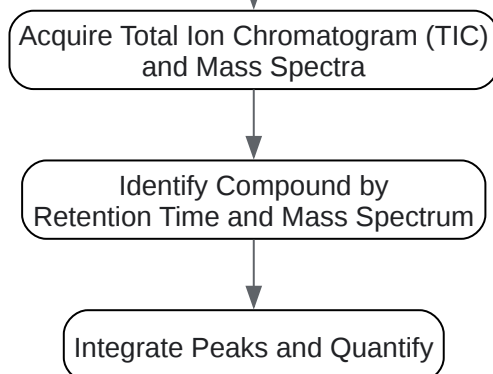 Acquire Total Ion Chromatogram (TIC)
and Mass Spectra
Identify Compound by
Retention Time and Mass Spectrum
Integrate Peaks and Quantify